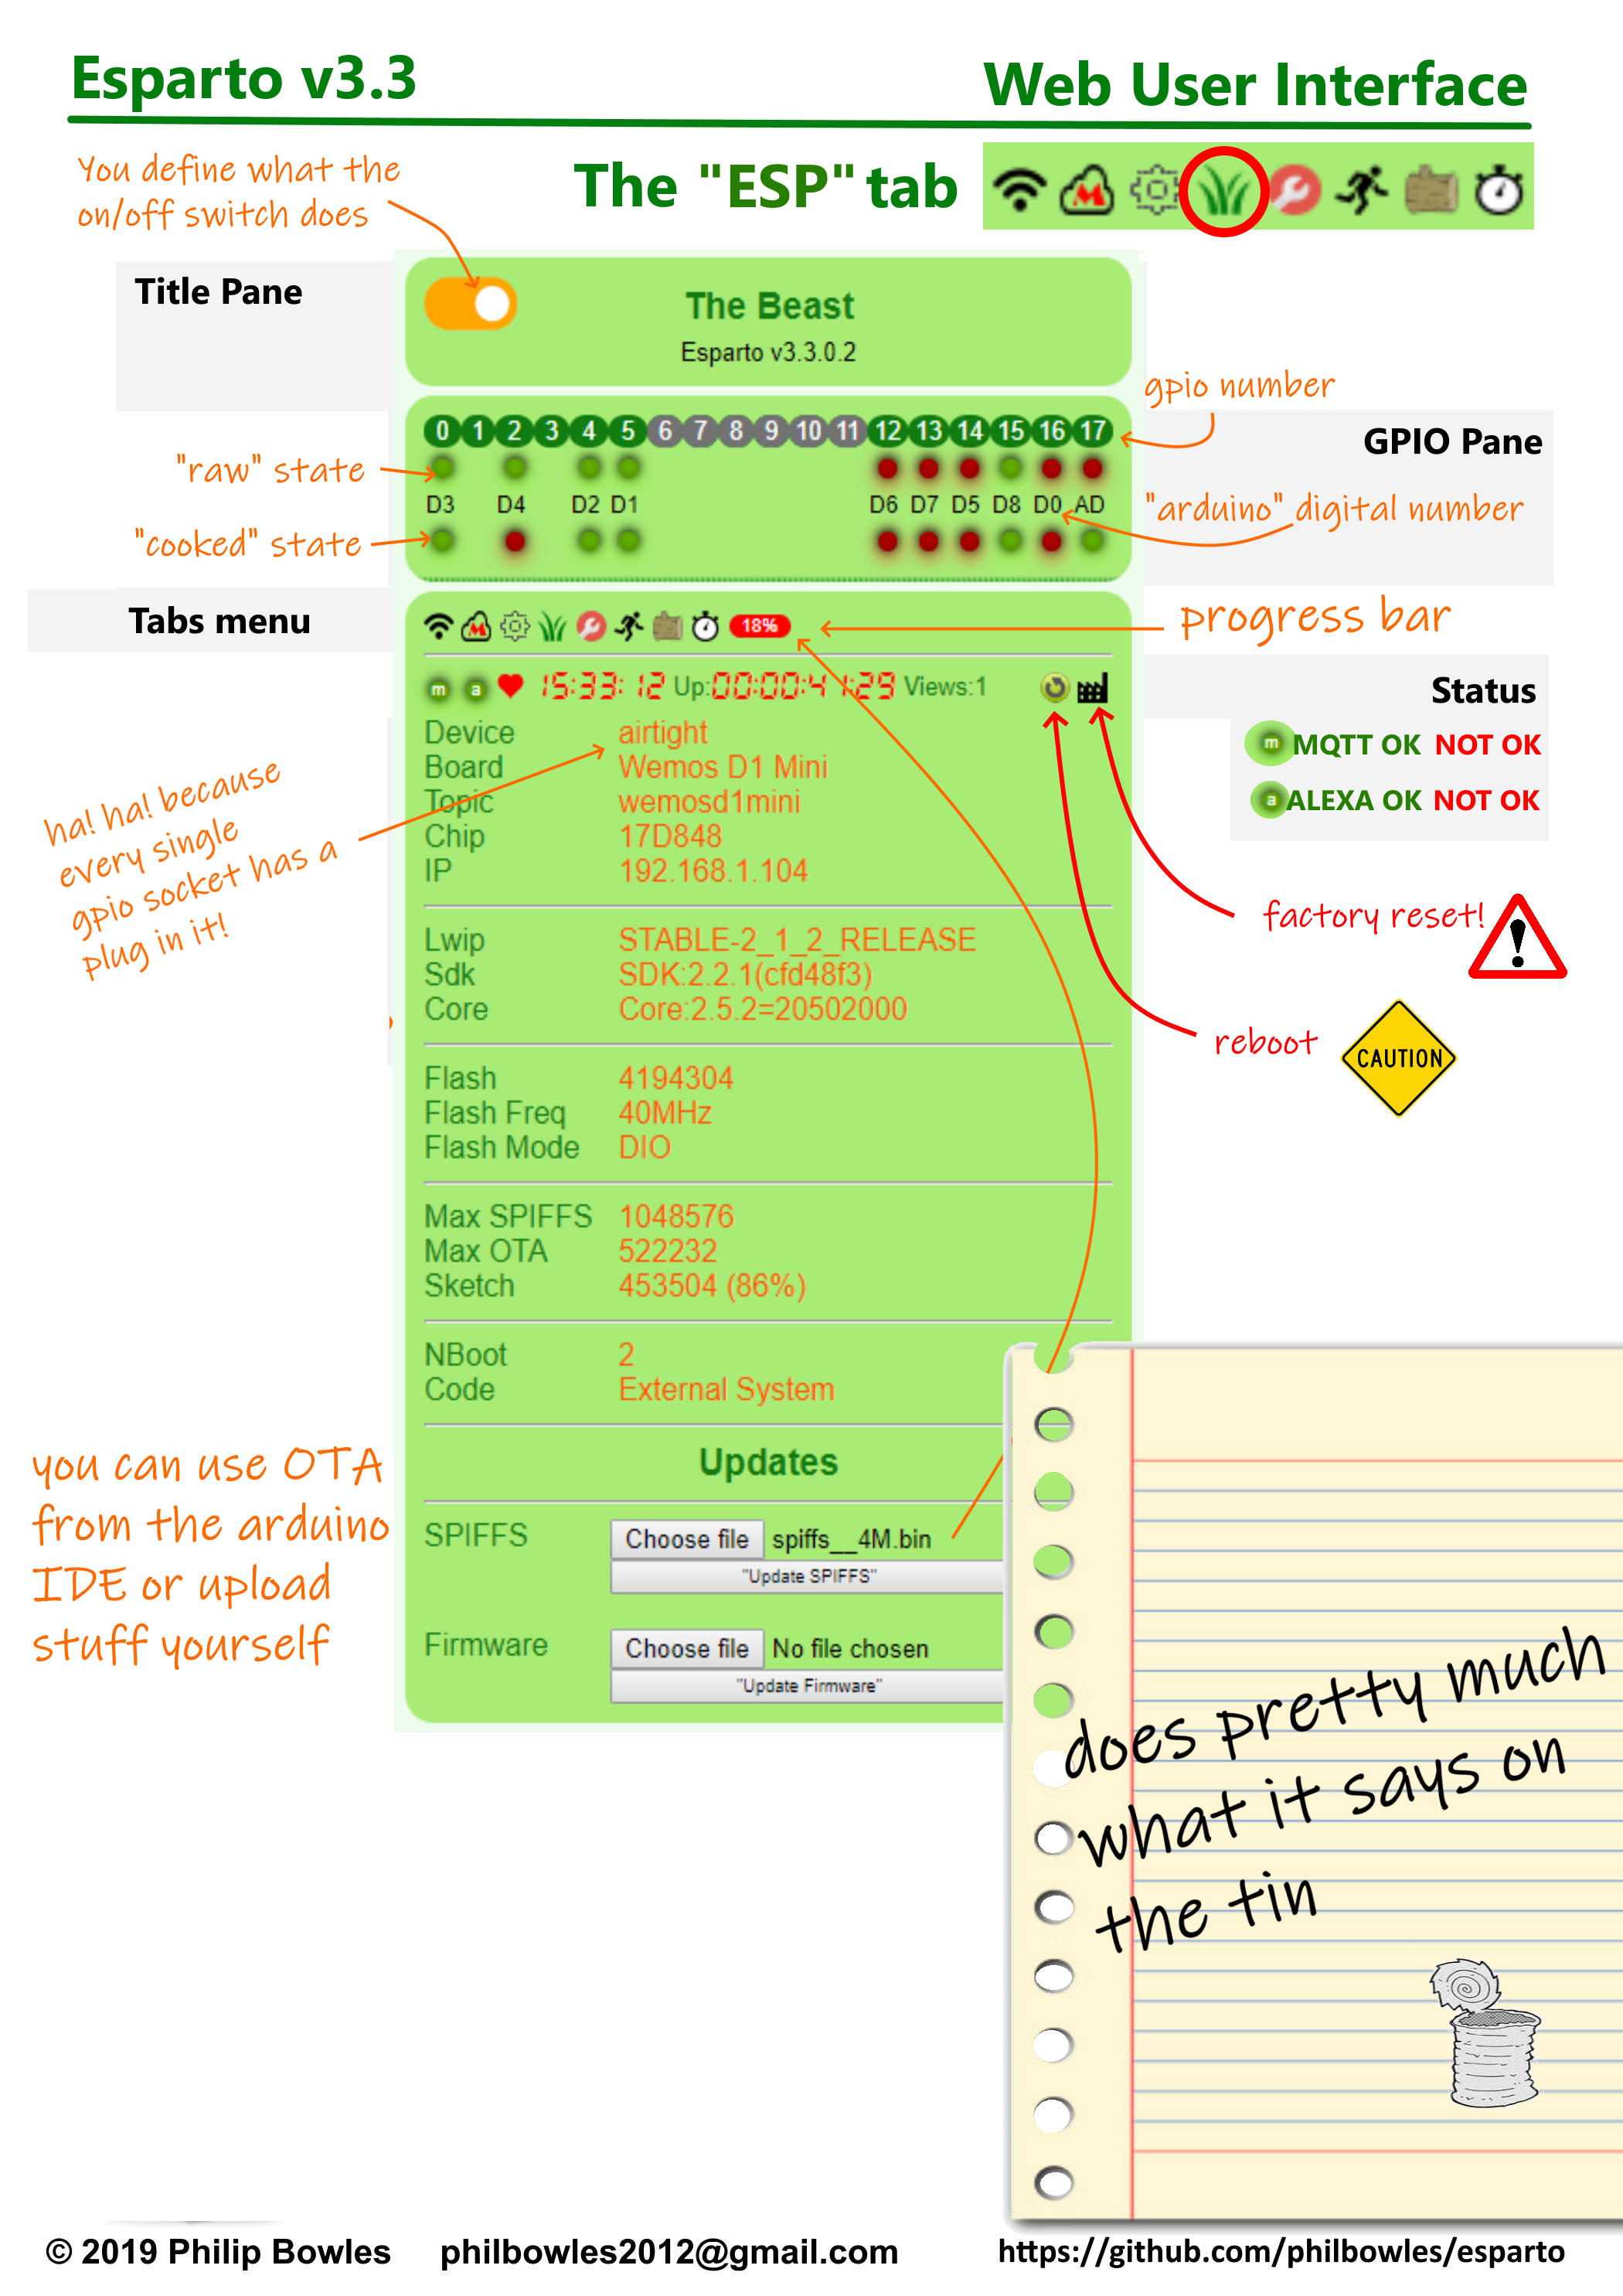 Esparto v3.3
Web User Interface
You define what the
on/off switch does
The "ESP" tab
Title Pane
The Beast
Esparto v3.3.0.2
gpio number
0 1 2 3 4 5 6 7 8 9 10 11 12 13 14 15 16 17
GPIO Pane
"raw" state
D3 D4 D2 D1 D6 D7 D5 D8 D0 AD
"arduino" digital number
"cooked" state
Tabs menu
18%
progress bar
m a 15:33:12 Up:00:00:41:29 Views:1
Status
m MQTT OK NOT OK
a ALEXA OK NOT OK
Device airtight
Board Wemos D1 Mini
Topic wemosd1mini
Chip 17D848
IP 192.168.1.104
ha! ha! because
every single
gpio socket has a
plug in it!
factory reset!
Lwip STABLE-2_1_2_RELEASE
Sdk SDK:2.2.1(cfd48f3)
Core Core:2.5.2=20502000
reboot
CAUTION
Flash 4194304
Flash Freq 40MHz
Flash Mode DIO
Max SPIFFS 1048576
Max OTA 522232
Sketch 453504 (86%)
NBoot 2
Code External System
Updates
you can use OTA
from the arduino
IDE or upload
stuff yourself
SPIFFS Choose file spiffs__4M.bin
"Update SPIFFS"
Firmware Choose file No file chosen
"Update Firmware"
does pretty much
what it says on
the tin
© 2019 Philip Bowles philbowles2012@gmail.com https://github.com/philbowles/esparto